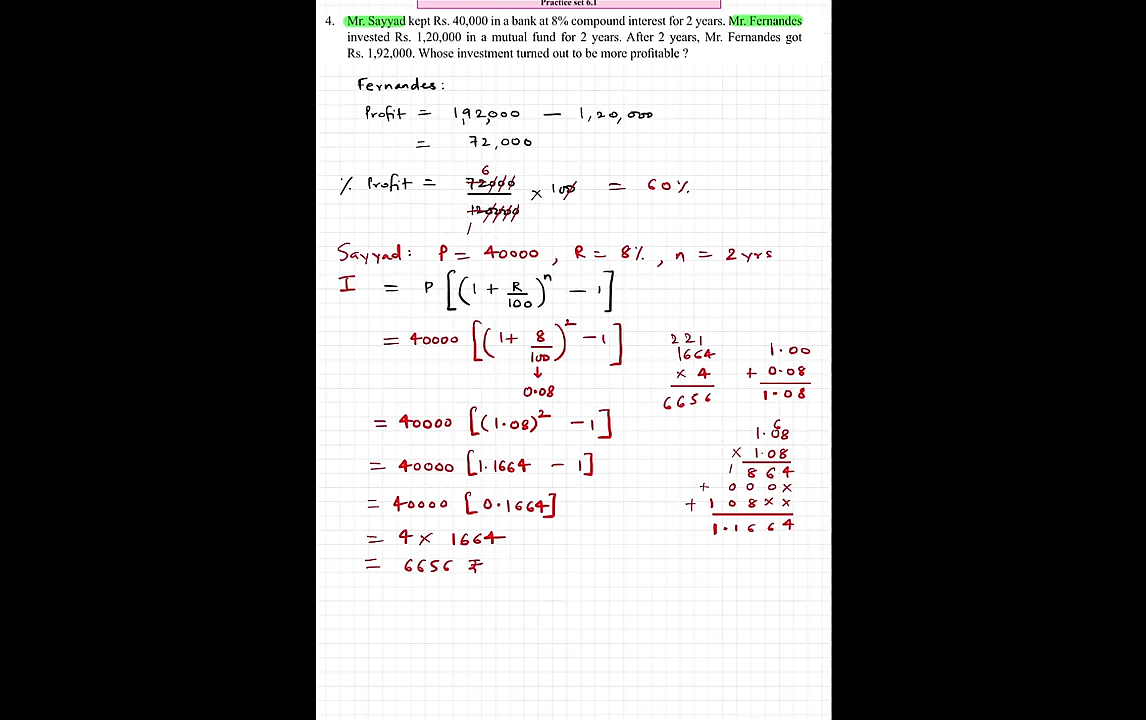 Practice set 6.1
4. Mr. Sayyad kept Rs. 40,000 in a bank at 8% compound interest for 2 years. Mr. Fernandes
invested Rs. 1,20,000 in a mutual fund for 2 years. After 2 years, Mr. Fernandes got
Rs. 1,92,000. Whose investment turned out to be more profitable ?
Fernandes :
Profit = 1,92,000 — 1,20,000
= 72,000
% Profit = 72000/120000 × 100 = 60%
6
1
Sayyad : P = 40000 , R = 8% , n = 2 yrs
I = P [(1 + R/100)^n — 1]
= 40000 [(1 + 8/100)^2 — 1]
↓
0.08
= 40000 [(1.08)^2 — 1]
= 40000 [1.1664 — 1]
= 40000 [0.1664]
= 4 × 1664
= 6656 ₹
2 2 1
1664
× 4
6656
1.00
+ 0.08
1.08
6
1.08
× 1.08
1 8 6 4
+ 0 0 0 ×
+ 1 0 8 × ×
1.1 6 6 4